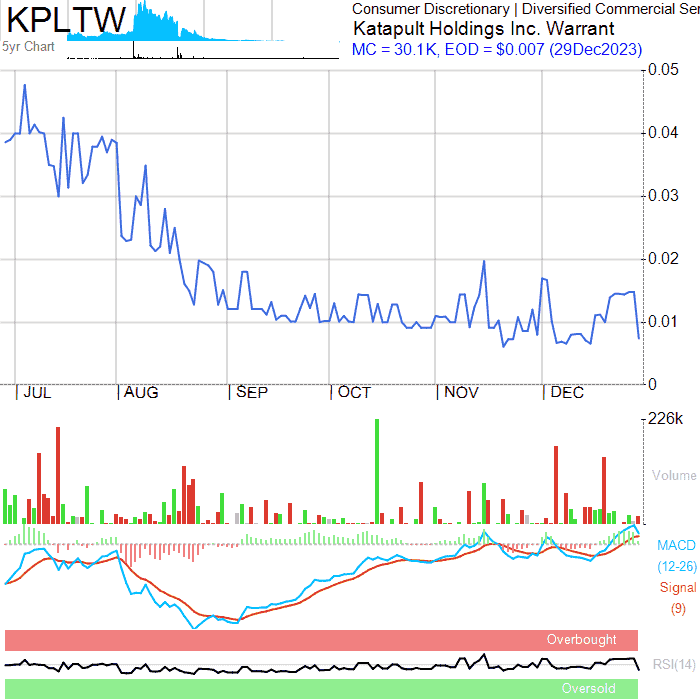 KPLTW
Consumer Discretionary | Diversified Commercial Ser
Katapult Holdings Inc. Warrant
5yr Chart
MC = 30.1K, EOD = $0.007 (29Dec2023)
0.05
0.04
0.03
0.02
0.01
0
JUL
AUG
SEP
OCT
NOV
DEC
226k
Volume
MACD
(12-26)
Signal
(9)
Overbought
RSI(14)
Oversold